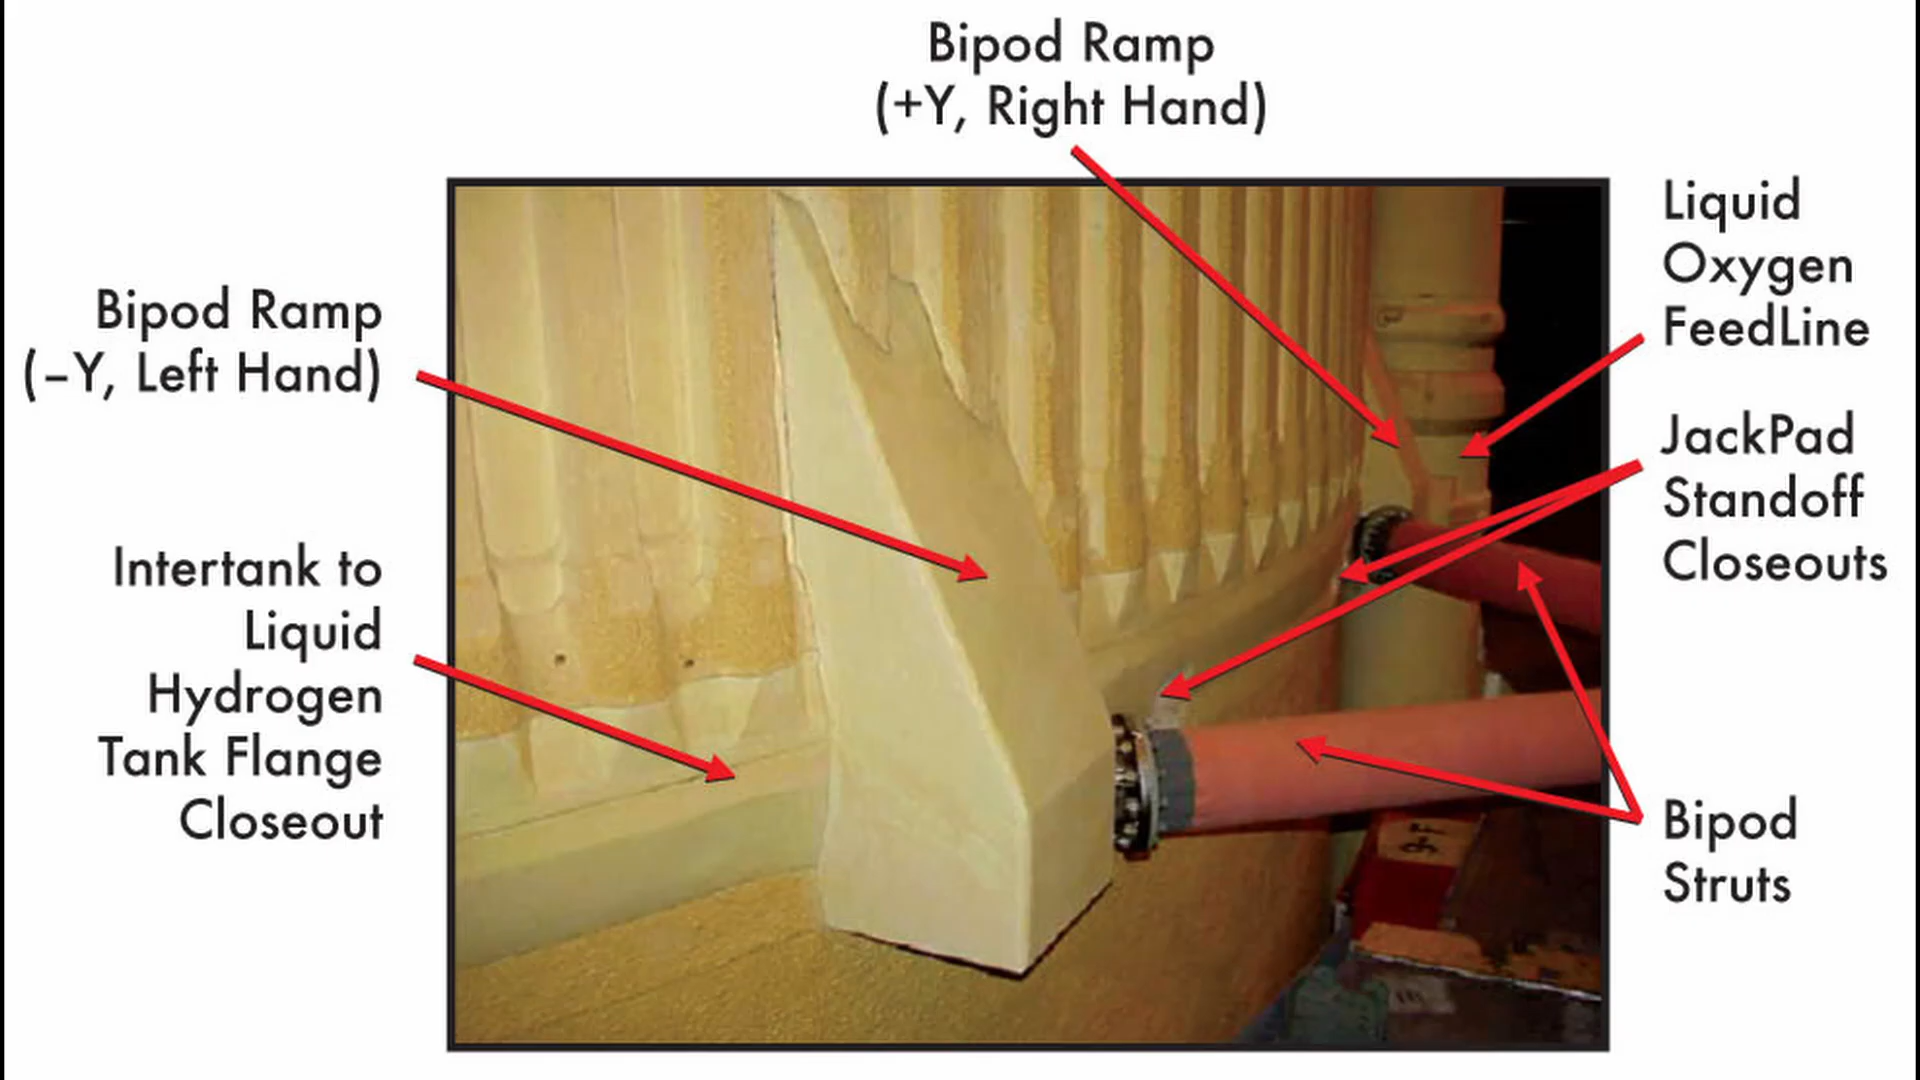 Bipod Ramp
(+Y, Right Hand)
Liquid
Oxygen
FeedLine
Bipod Ramp
(–Y, Left Hand)
JackPad
Standoff
Closeouts
Intertank to
Liquid
Hydrogen
Tank Flange
Closeout
Bipod
Struts